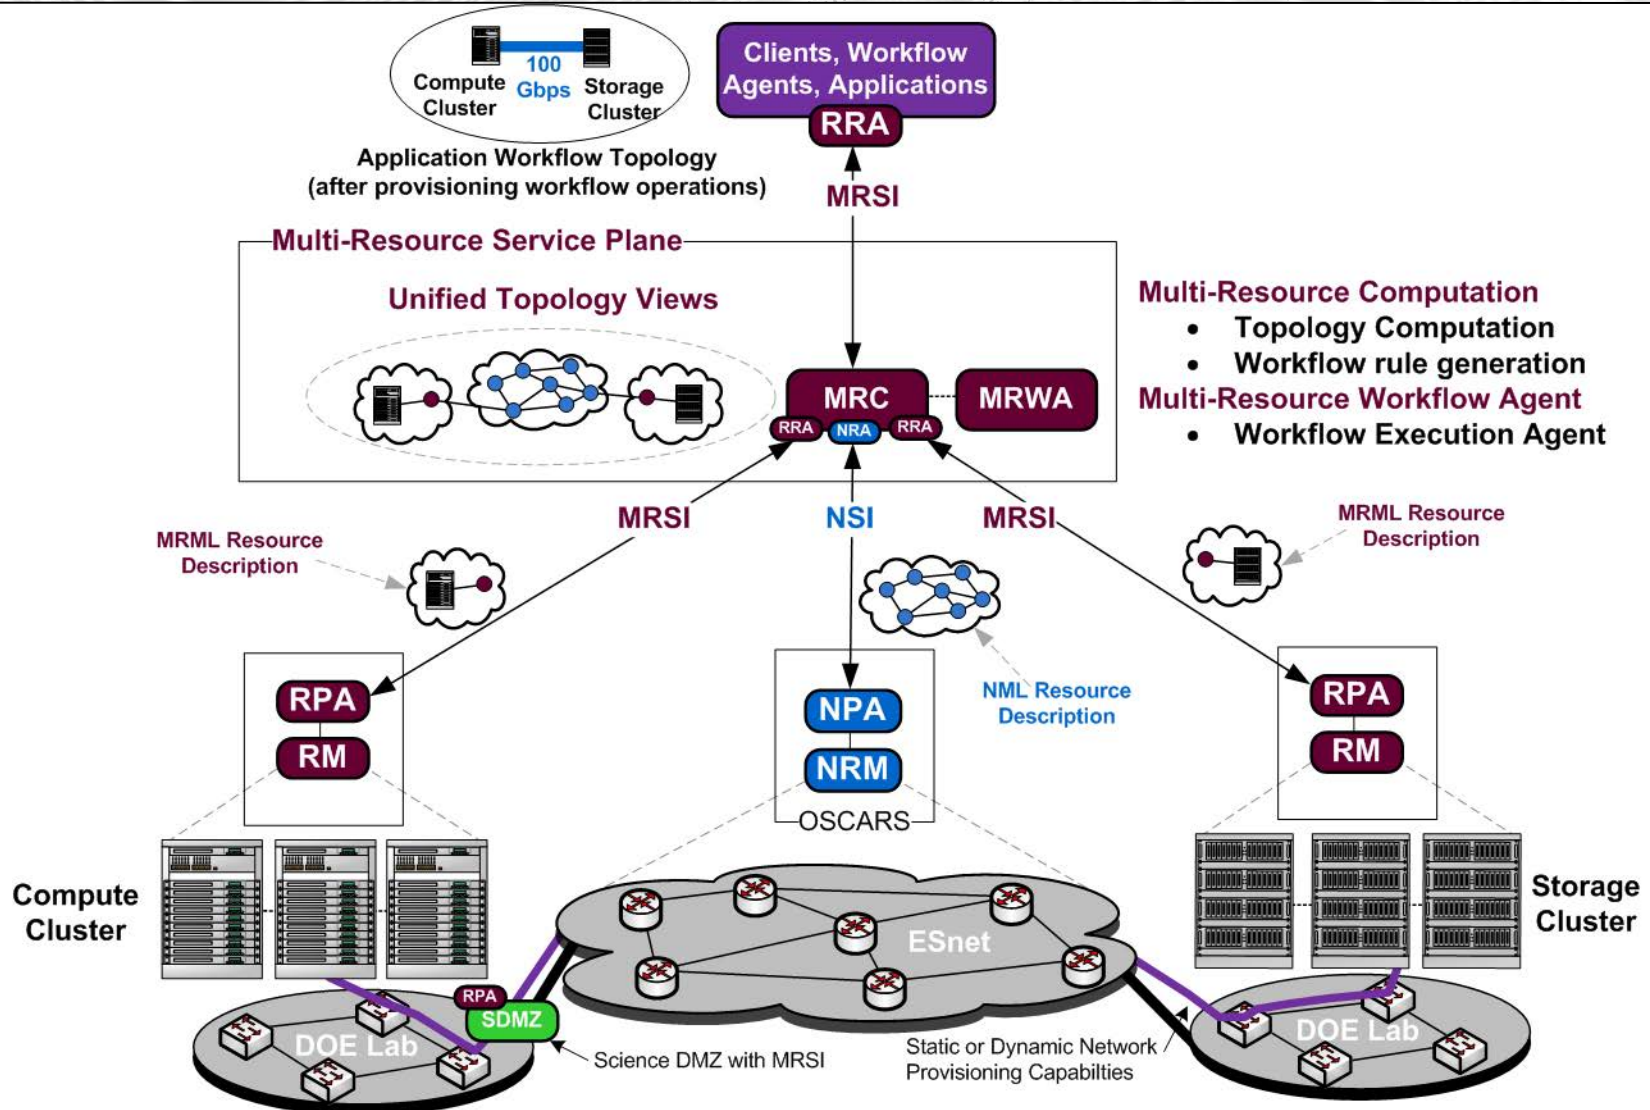 Compute
Cluster
100
Gbps
Storage
Cluster
Application Workflow Topology
(after provisioning workflow operations)
Clients, Workflow
Agents, Applications
RRA
MRSI
Multi-Resource Service Plane
Unified Topology Views
MRC
MRWA
RRA
NRA
RRA
Multi-Resource Computation
• Topology Computation
• Workflow rule generation
Multi-Resource Workflow Agent
• Workflow Execution Agent
MRSI
NSI
MRSI
MRML Resource
Description
MRML Resource
Description
NML Resource
Description
RPA
RM
NPA
NRM
OSCARS
RPA
RM
Compute
Cluster
Storage
Cluster
ESnet
RPA
SDMZ
DOE Lab
DOE Lab
Science DMZ with MRSI
Static or Dynamic Network
Provisioning Capabilties